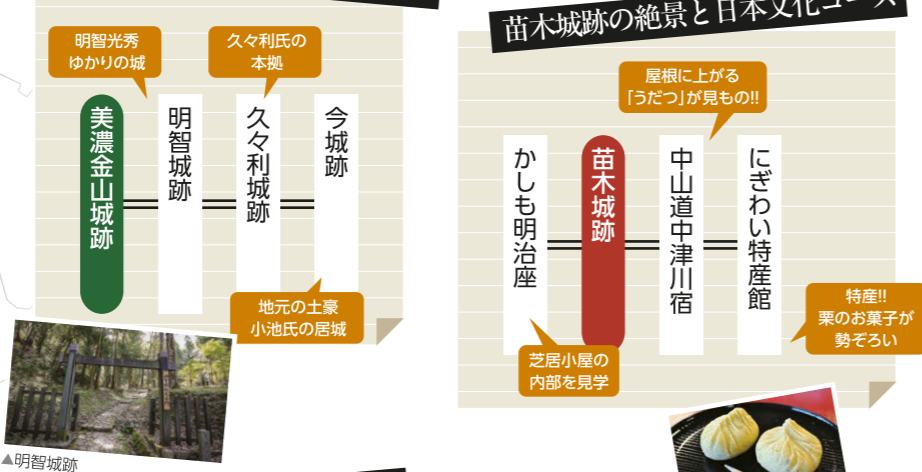 明智光秀
ゆかりの城
久々利氏の
本拠
今城跡
久々利城跡
明智城跡
美濃金山城跡
地元の土豪
小池氏の居城
▲明智城跡
苗木城跡の絶景と日本文化コース
屋根に上がる
「うだつ」が見もの!!
にぎわい特産館
中山道中津川宿
苗木城跡
かしも明治座
特産!!
栗のお菓子が
勢ぞろい
芝居小屋の
内部を見学